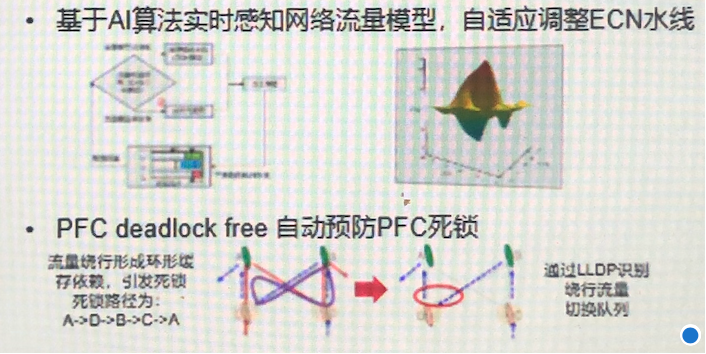 • 基于AI算法实时感知网络流量模型，自适应调整ECN水线
• PFC deadlock free 自动预防PFC死锁
流量绕行形成环形缓
存依赖，引发死锁
死锁路径为：
A->D->B->C->A
通过LLDP识别
绕行流量
切换队列